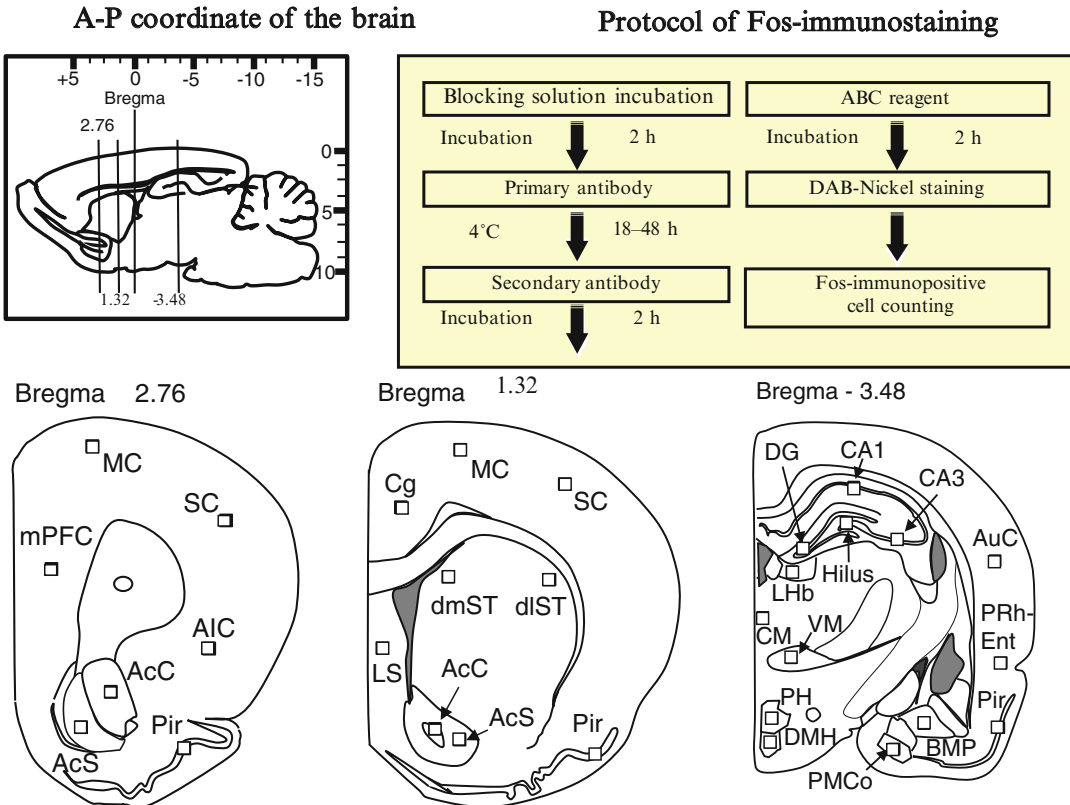 A-P coordinate of the brain
+5 0 -5 -10 -15
Bregma
2.76
0
5
10
1.32 -3.48
Protocol of Fos-immunostaining
Blocking solution incubation
Incubation 2 h
Primary antibody
4°C 18–48 h
Secondary antibody
Incubation 2 h
ABC reagent
Incubation 2 h
DAB-Nickel staining
Fos-immunopositive
cell counting
Bregma 2.76
MC
SC
mPFC
AIC
AcC
Pir
AcS
Bregma 1.32
MC
Cg
SC
dmST dlST
LS
AcC
AcS
Pir
Bregma - 3.48
DG
CA1
CA3
AuC
Hilus
LHb
PRh-
Ent
CM
VM
PH
Pir
DMH
BMP
PMCo